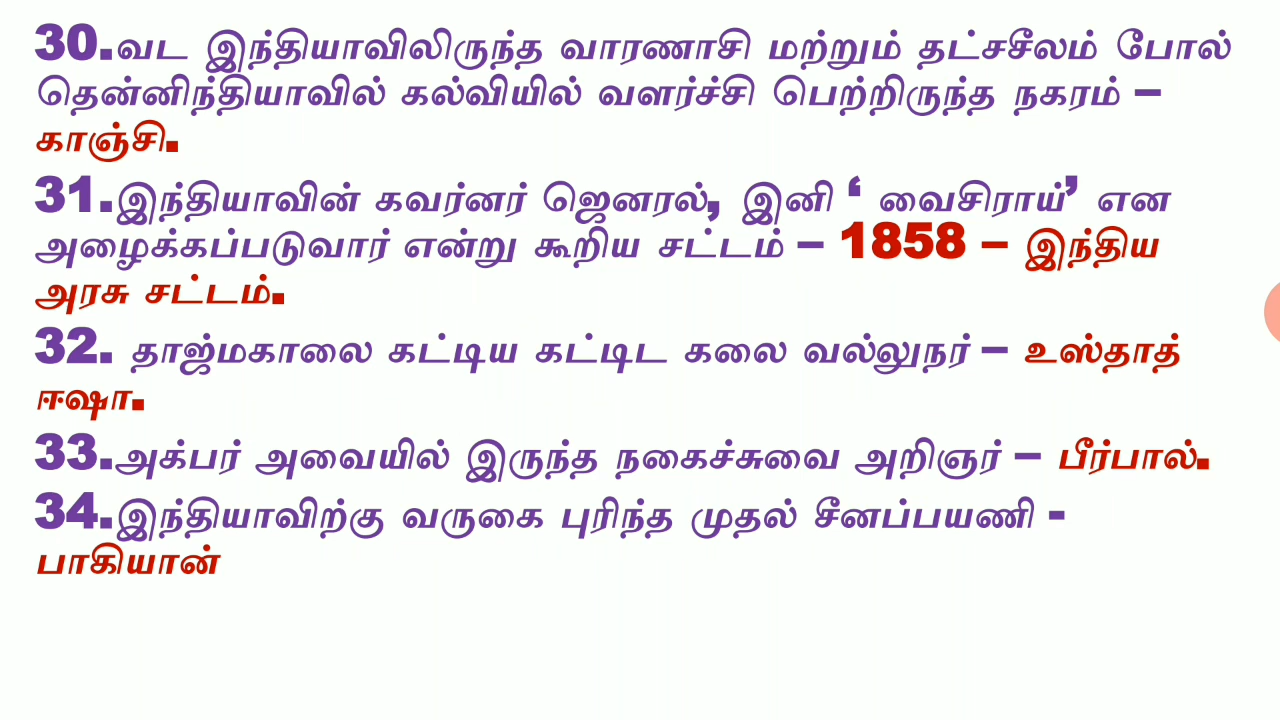 30.வட இந்தியாவிலிருந்த வாரணாசி மற்றும் தட்சசீலம் போல்
தென்னிந்தியாவில் கல்வியில் வளர்ச்சி பெற்றிருந்த நகரம் –
காஞ்சி.
31.இந்தியாவின் கவர்னர் ஜெனரல், இனி ‘ வைசிராய்’ என
அழைக்கப்படுவார் என்று கூறிய சட்டம் – 1858 – இந்திய
அரசு சட்டம்.
32. தாஜ்மகாலை கட்டிய கட்டிட கலை வல்லுநர் – உஸ்தாத்
ஈஷா.
33.அக்பர் அவையில் இருந்த நகைச்சுவை அறிஞர் – பீர்பால்.
34.இந்தியாவிற்கு வருகை புரிந்த முதல் சீனப்பயணி -
பாகியான்